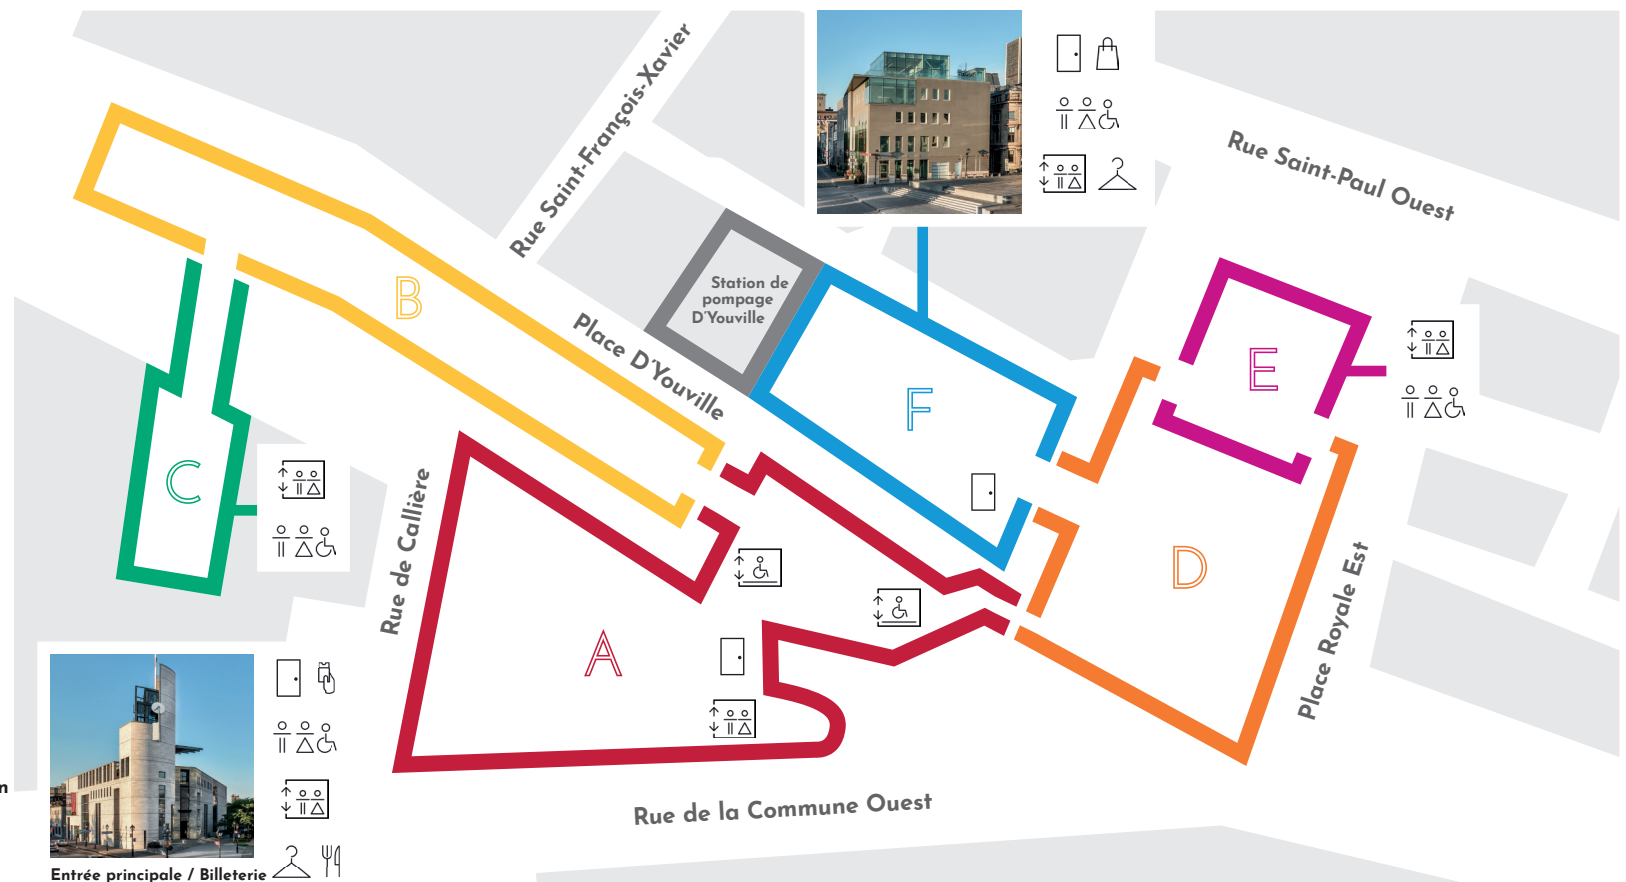 Rue Saint-François-Xavier
Rue Saint-Paul Ouest
B
Station de
pompage
D'Youville
Place D'Youville
E
F
C
Rue de Callière
D
A
Place Royale Est
n
Rue de la Commune Ouest
Entrée principale / Billeterie